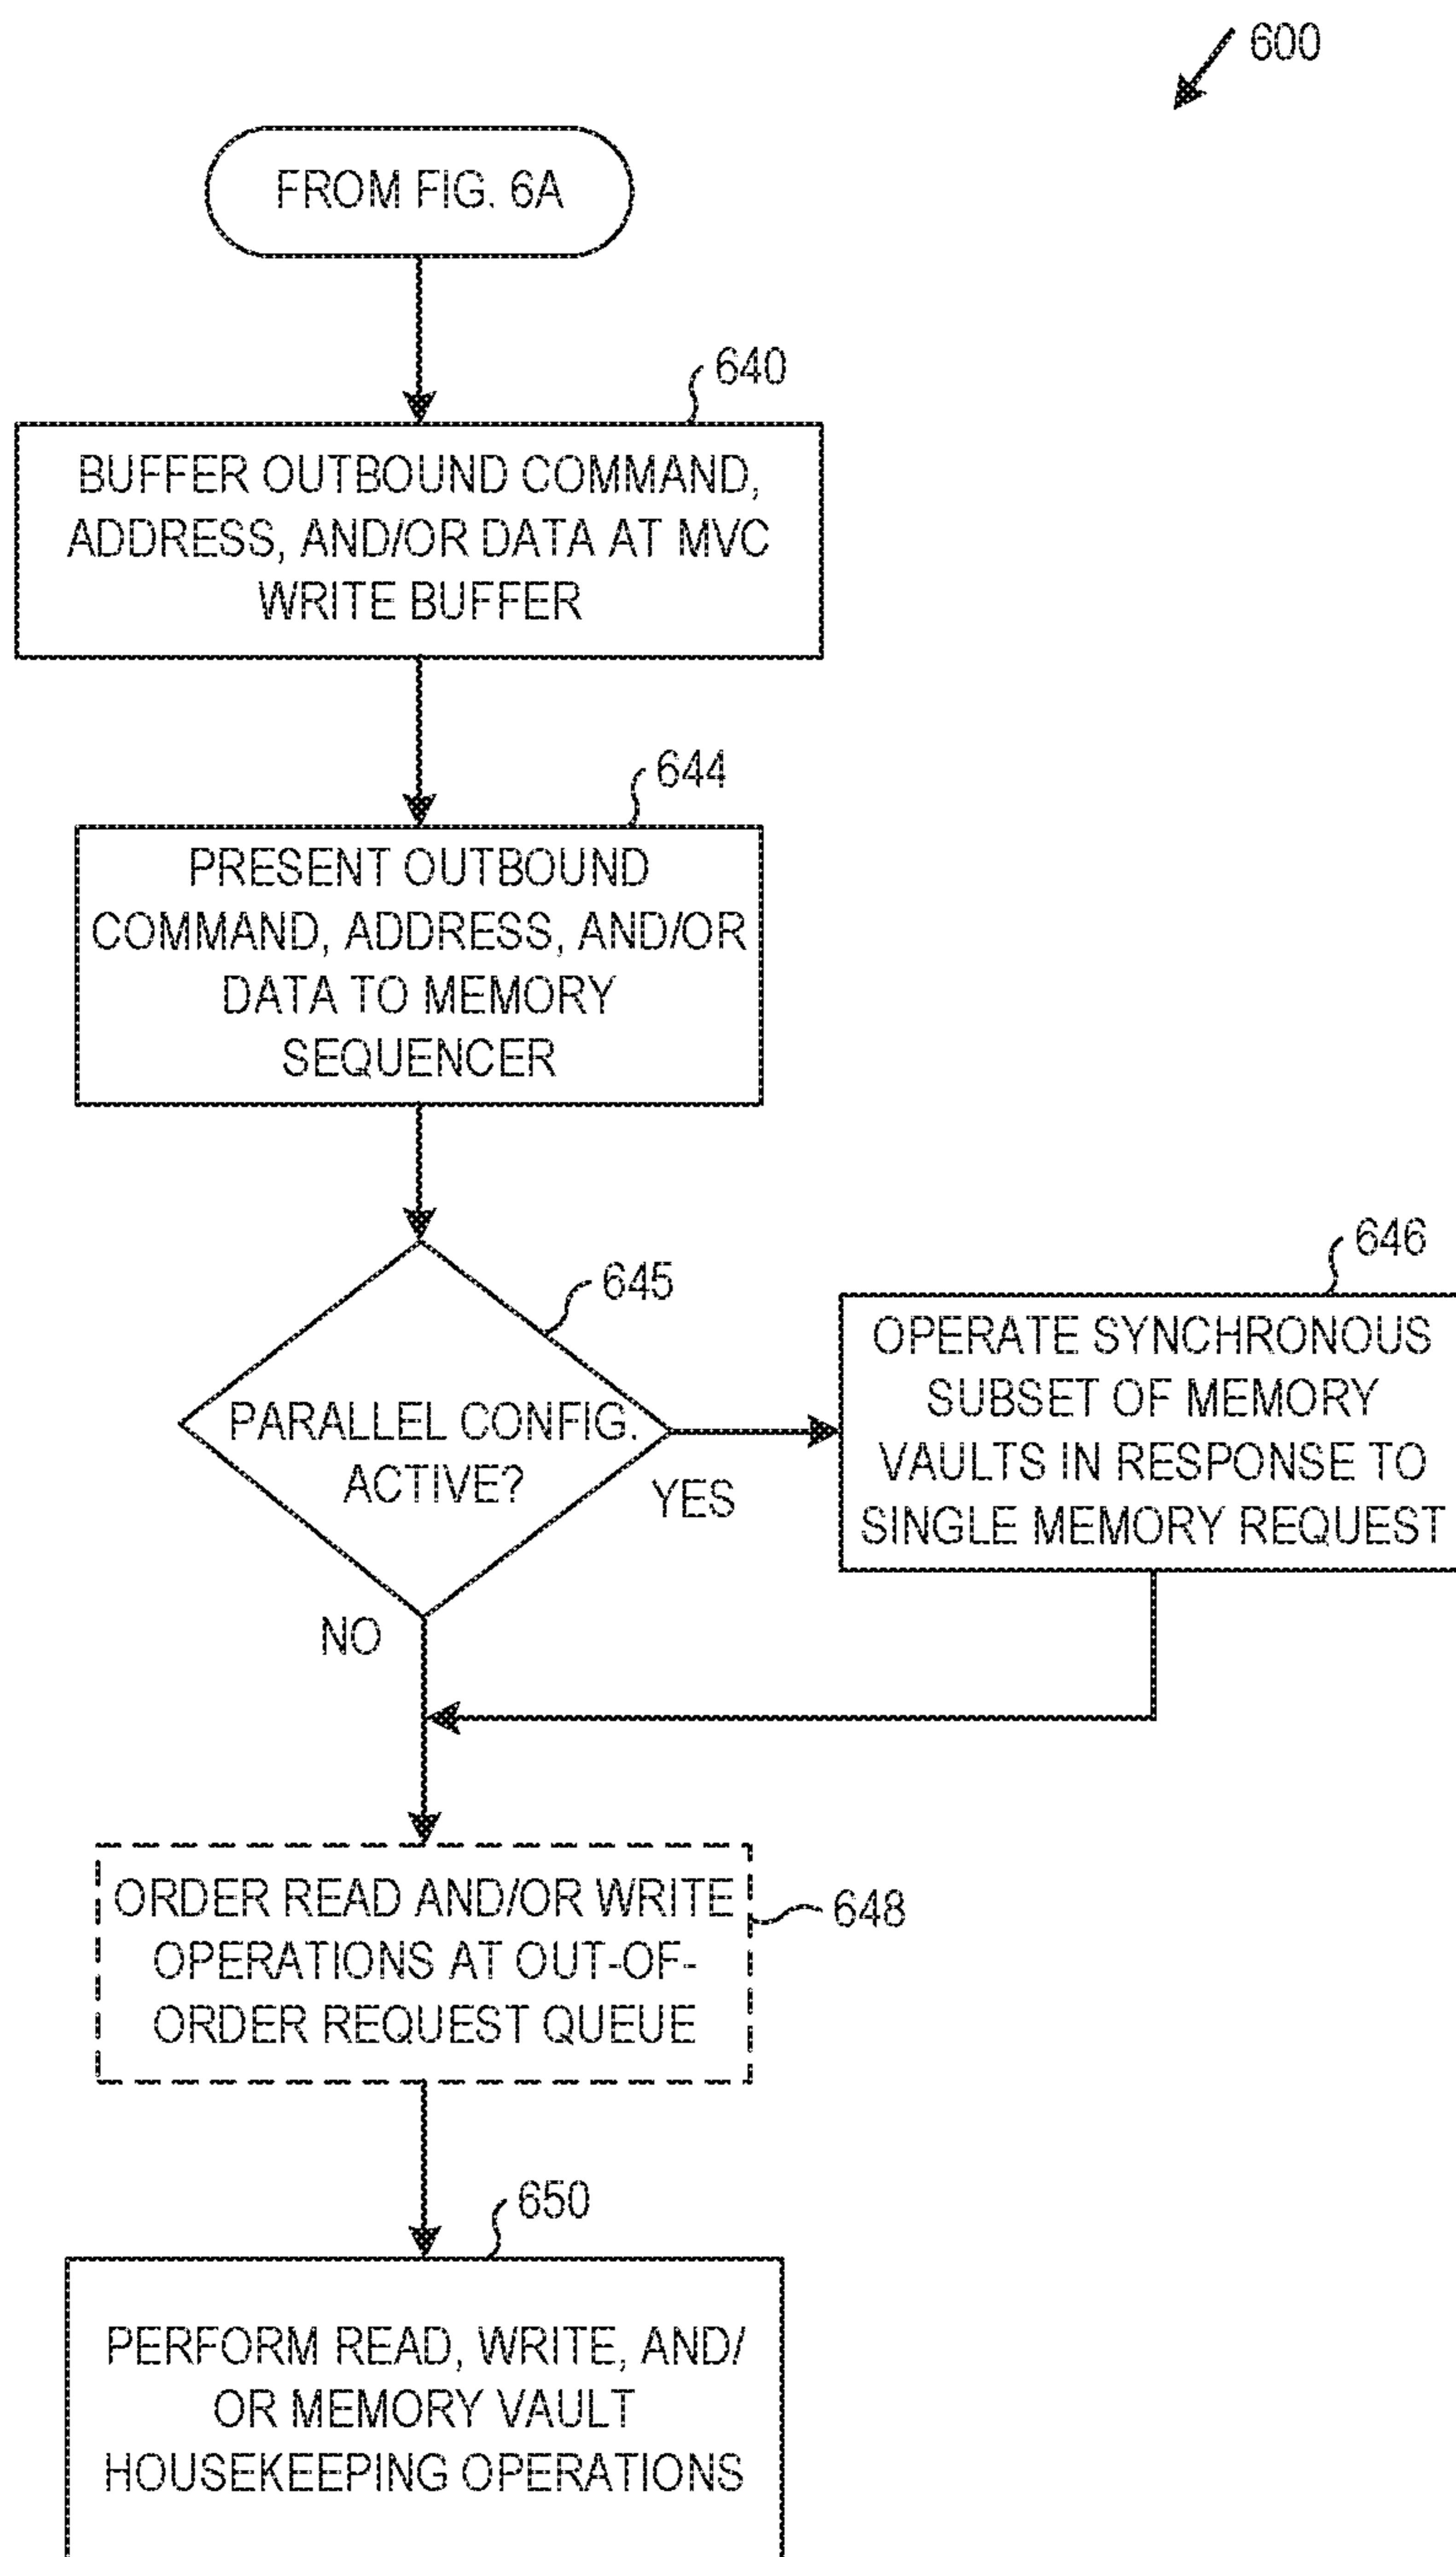 600
FROM FIG. 6A
640
BUFFER OUTBOUND COMMAND,
ADDRESS, AND/OR DATA AT MVC
WRITE BUFFER
644
PRESENT OUTBOUND
COMMAND, ADDRESS, AND/OR
DATA TO MEMORY
SEQUENCER
645
PARALLEL CONFIG.
ACTIVE?
YES
NO
646
OPERATE SYNCHRONOUS
SUBSET OF MEMORY
VAULTS IN RESPONSE TO
SINGLE MEMORY REQUEST
ORDER READ AND/OR WRITE
OPERATIONS AT OUT-OF-
ORDER REQUEST QUEUE
648
650
PERFORM READ, WRITE, AND/
OR MEMORY VAULT
HOUSEKEEPING OPERATIONS